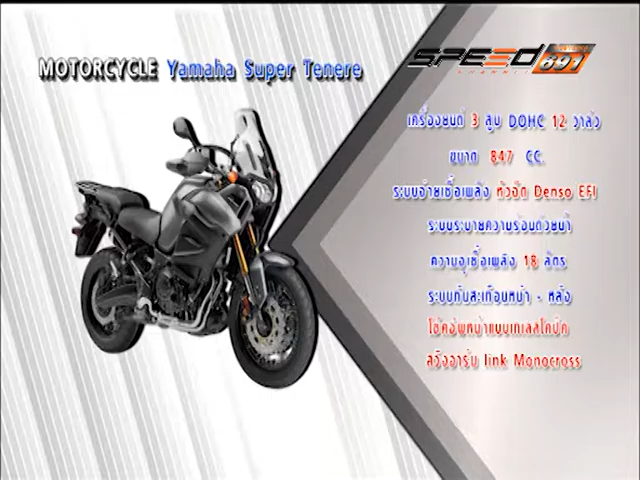 MOTORCYCLE Yamaha Super Tenere
SPEED CHANNEL 691
เครื่องยนต์ 3 สูบ DOHC 12 วาล์ว
ขนาด 847 CC.
ระบบจ่ายเชื้อเพลิง หัวฉีด Denso EFI
ระบบระบายความร้อนด้วยน้ำ
ความจุเชื้อเพลิง 18 ลิตร
ระบบกันสะเทือนหน้า - หลัง
โช๊คอัพหน้าแบบเทเลสโคปิค
สวิงอาร์ม link Monocross